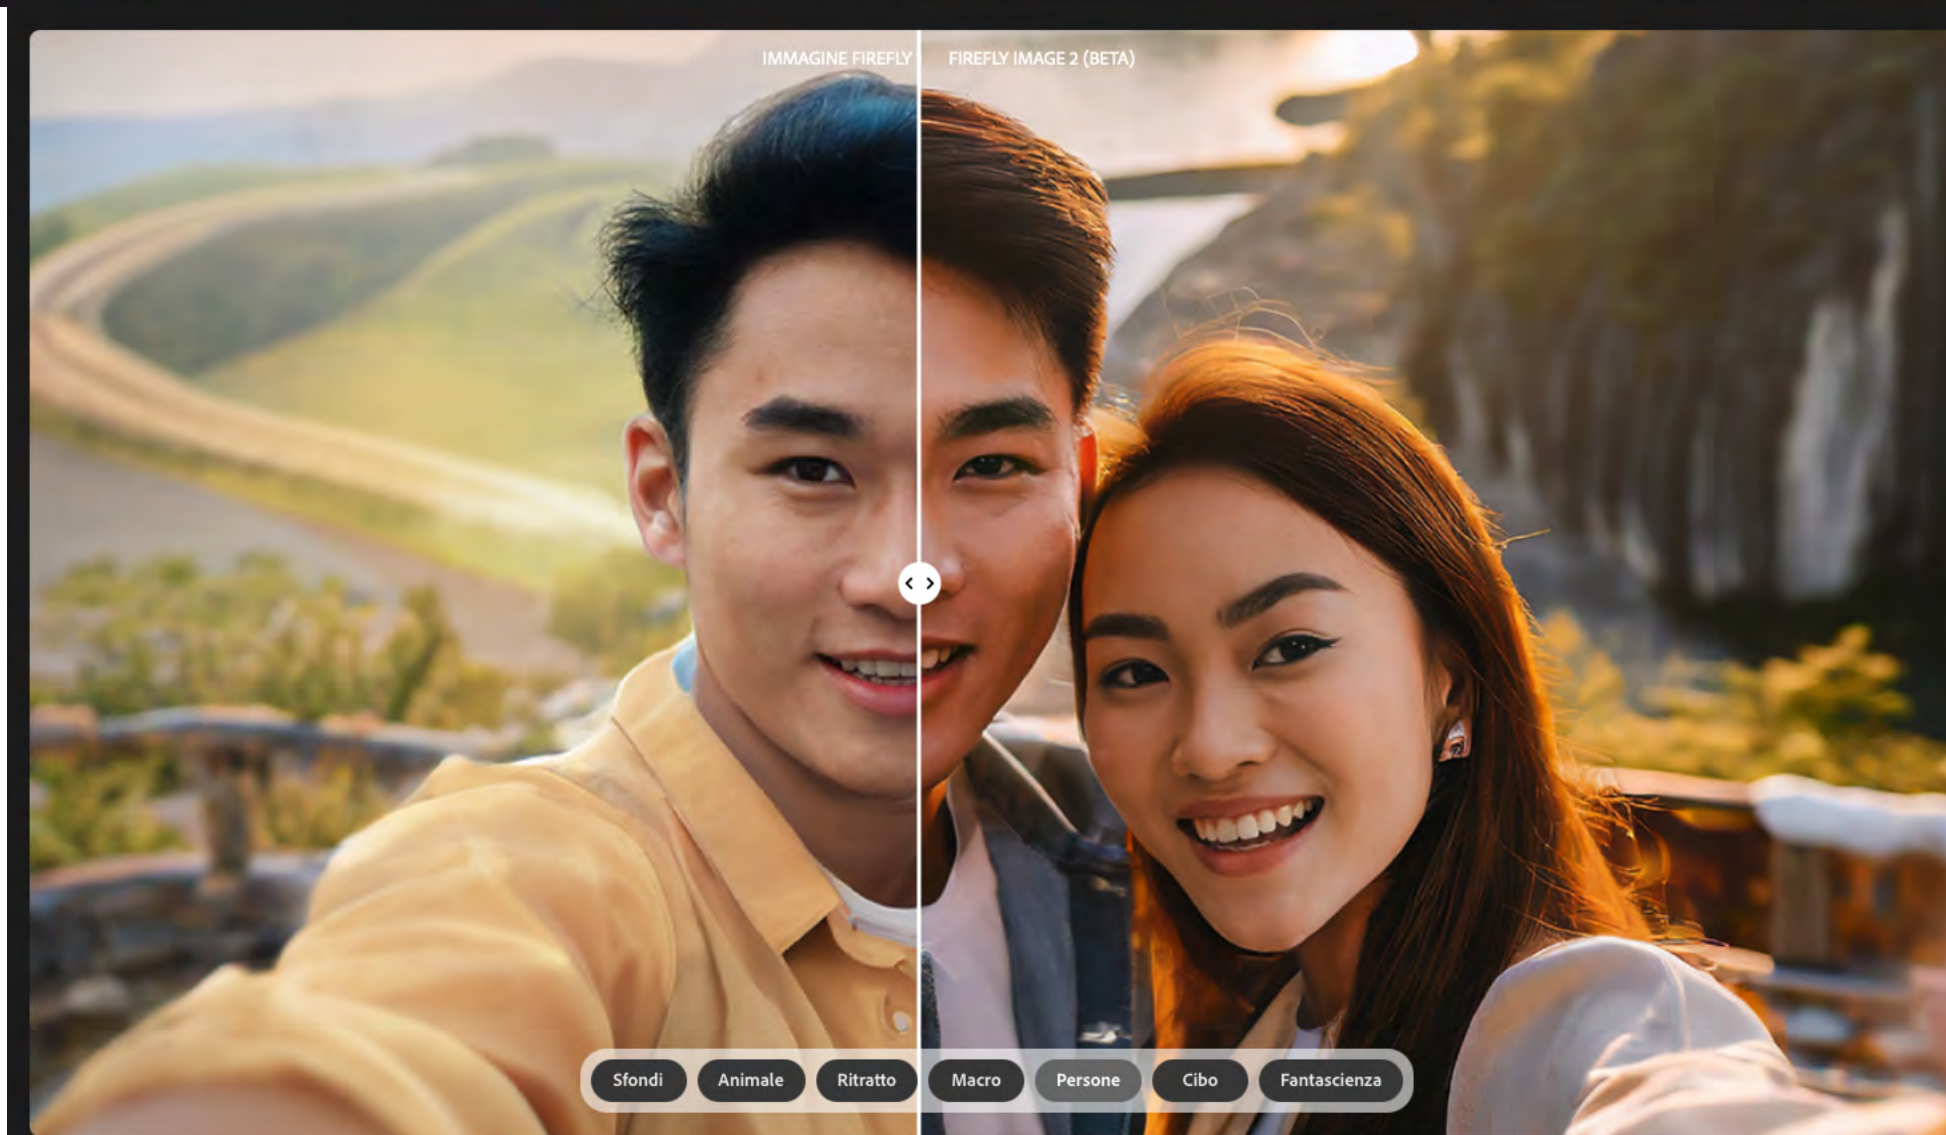 IMMAGINE FIREFLY
FIREFLY IMAGE 2 (BETA)
Sfondi
Animale
Ritratto
Macro
Persone
Cibo
Fantascienza